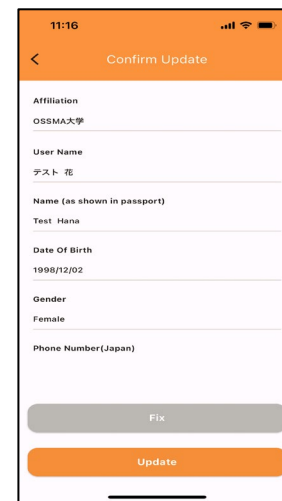 11:16
Confirm Update
Affiliation
OSSMA大学
User Name
テスト 花
Name (as shown in passport)
Test Hana
Date Of Birth
1998/12/02
Gender
Female
Phone Number(Japan)
Fix
Update